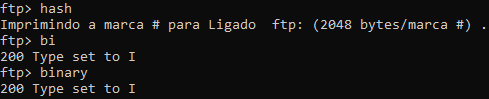 ftp> hash
Imprimindo a marca # para Ligado  ftp: (2048 bytes/marca #) .
ftp> bi
200 Type set to I
ftp> binary
200 Type set to I